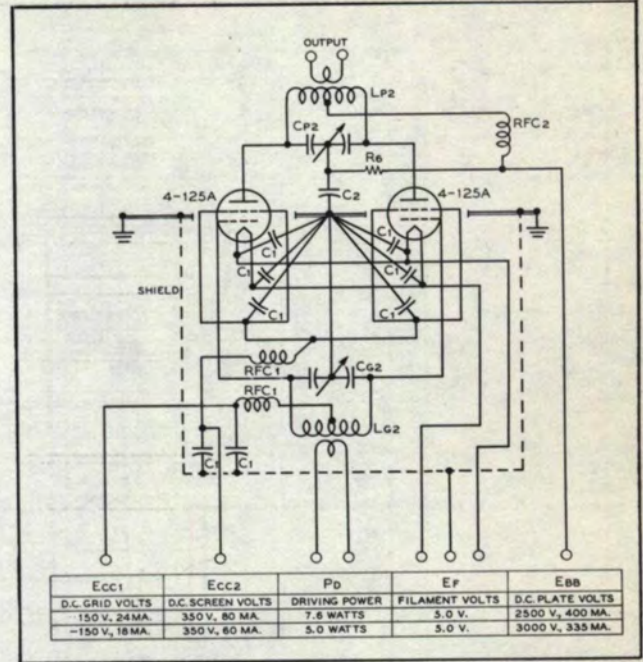 OUTPUT
LP2
CP2
RFC2
R6
C2
4-125A
4-125A
C1
C1
C1
C1
C1
C1
SHIELD
RFC1
CG2
RFC1
LG2
C1
C1
ECC1 ECC2 PD EF EBB
D.C. GRID VOLTS D.C. SCREEN VOLTS DRIVING POWER FILAMENT VOLTS D.C. PLATE VOLTS
-150 V., 24 MA. 350 V., 80 MA. 7.6 WATTS 5.0 V. 2500 V., 400 MA.
-150 V., 18 MA. 350 V., 60 MA. 5.0 WATTS 5.0 V. 3000 V., 335 MA.